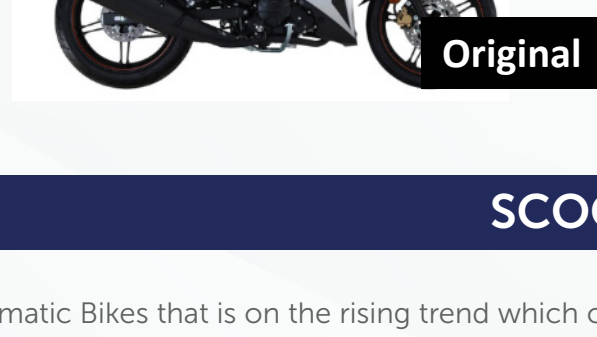 Original
SCOO
matic Bikes that is on the rising trend which